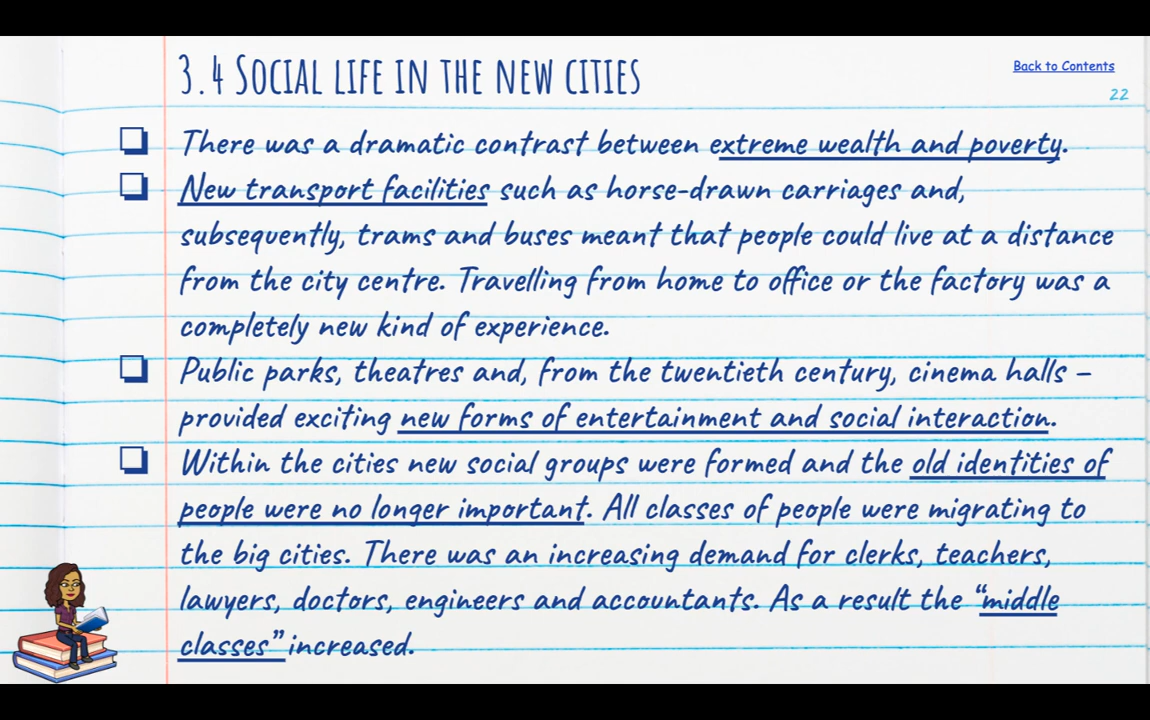 3.4 Social life in the new cities
Back to Contents
22
There was a dramatic contrast between extreme wealth and poverty.
New transport facilities such as horse-drawn carriages and,
subsequently, trams and buses meant that people could live at a distance
from the city centre. Travelling from home to office or the factory was a
completely new kind of experience.
Public parks, theatres and, from the twentieth century, cinema halls –
provided exciting new forms of entertainment and social interaction.
Within the cities new social groups were formed and the old identities of
people were no longer important. All classes of people were migrating to
the big cities. There was an increasing demand for clerks, teachers,
lawyers, doctors, engineers and accountants. As a result the “middle
classes” increased.